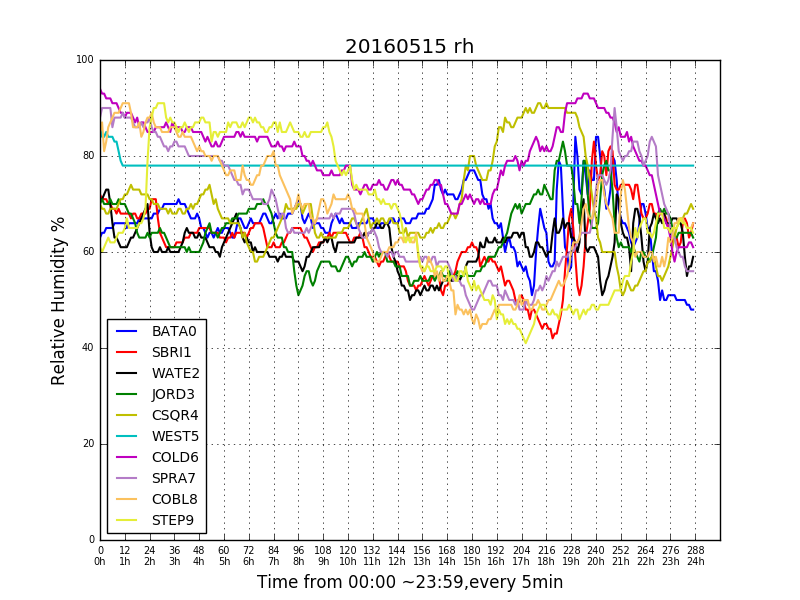 20160515 rh
Relative Humidity %
100
80
60
40
20
0
BATA0
SBRI1
WATE2
JORD3
CSQR4
WEST5
COLD6
SPRA7
COBL8
STEP9
0 12 24 36 48 60 72 84 96 108 120 132 144 156 168 180 192 204 216 228 240 252 264 276 288
0h 1h 2h 3h 4h 5h 6h 7h 8h 9h 10h 11h 12h 13h 14h 15h 16h 17h 18h 19h 20h 21h 22h 23h 24h
Time from 00:00 ~23:59,every 5min